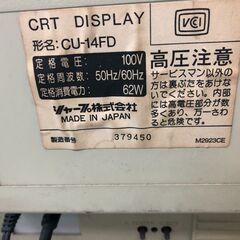 CRT DISPLAY
形名: CU-14FD
定格電圧: 100V
定格周波数: 50Hz/60Hz
定格消費電力: 62W
シャープ株式会社
MADE IN JAPAN
製造番号 379450
VCI
高圧注意
サービスマン以外の方は裏ぶたをあけないでください。内部には高電圧部分が数多くあり、万一さわると危険です。
M2923CE